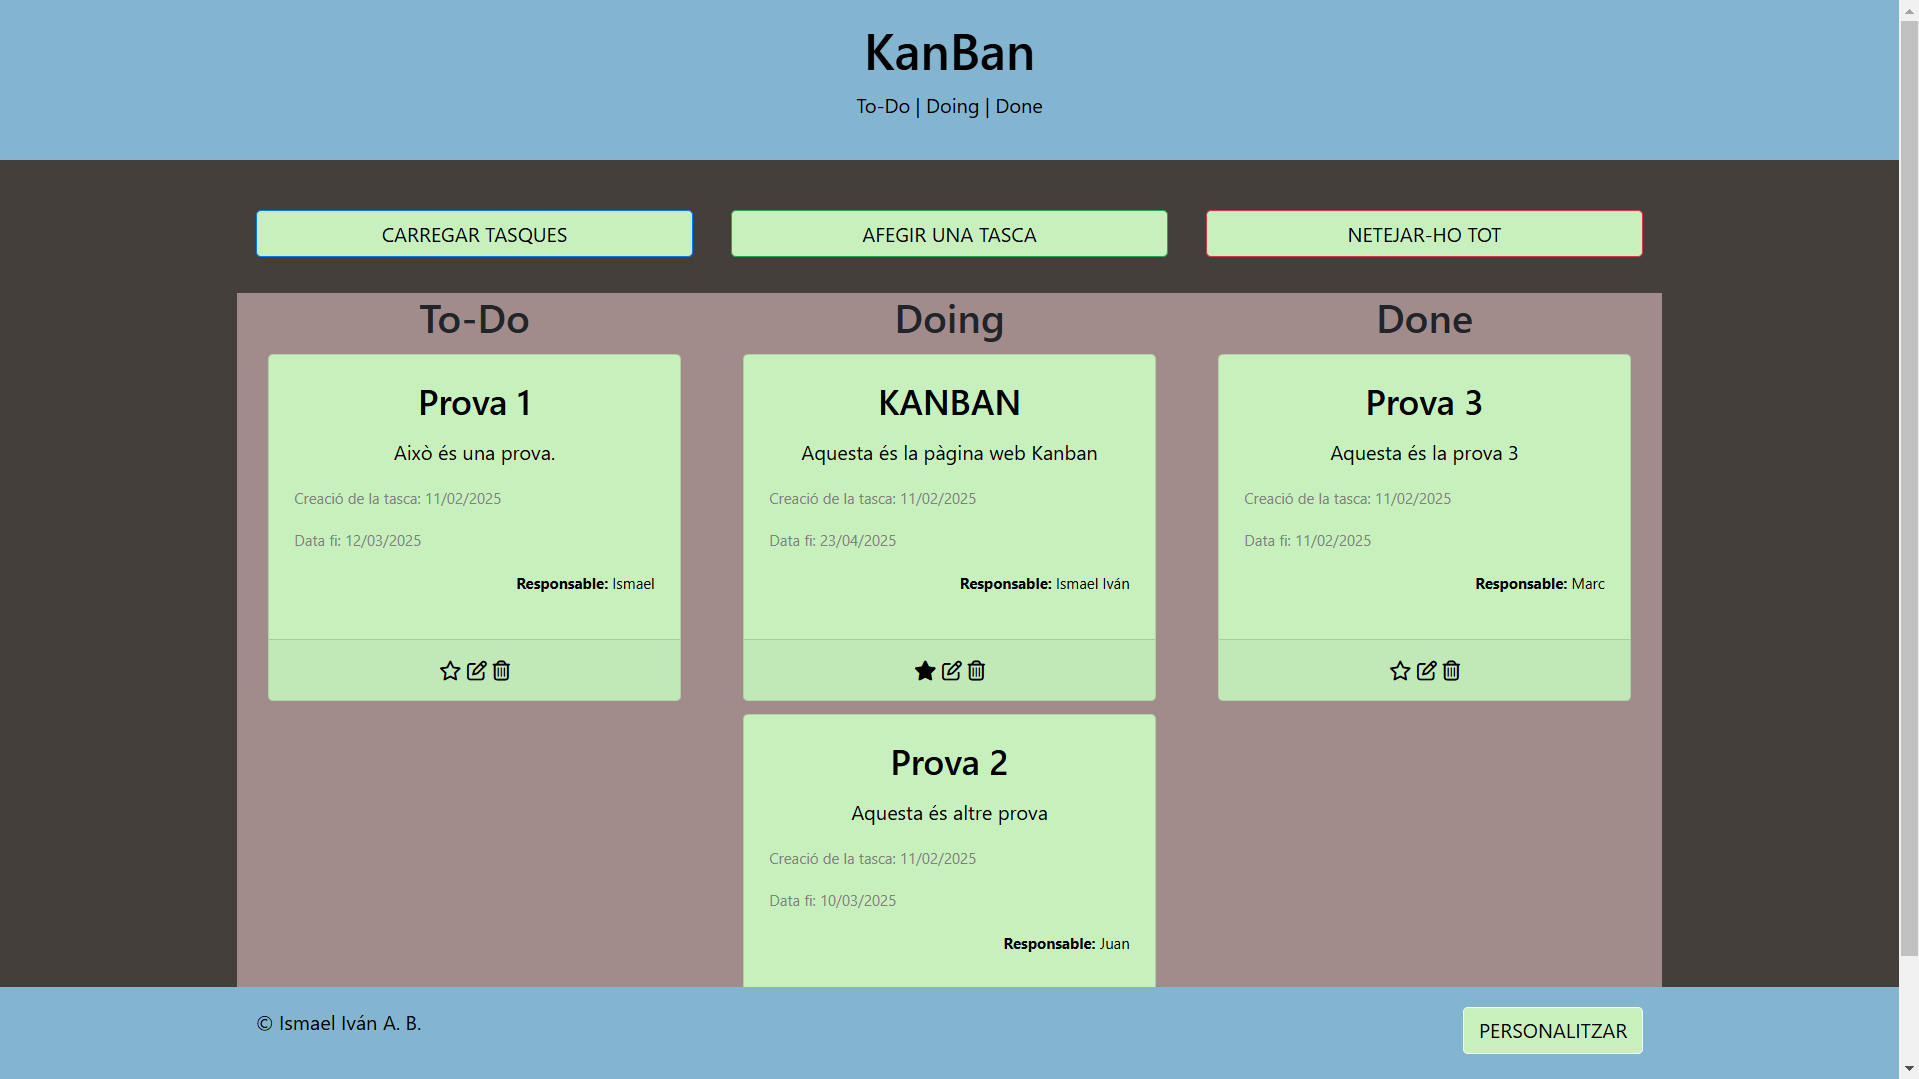 KanBan
To-Do | Doing | Done
CARREGAR TASQUES
AFEGIR UNA TASCA
NETEJAR-HO TOT
To-Do
Prova 1
Això és una prova.
Creació de la tasca: 11/02/2025
Data fi: 12/03/2025
Responsable: Ismael
Doing
KANBAN
Aquesta és la pàgina web Kanban
Creació de la tasca: 11/02/2025
Data fi: 23/04/2025
Responsable: Ismael Iván
Prova 2
Aquesta és altre prova
Creació de la tasca: 11/02/2025
Data fi: 10/03/2025
Responsable: Juan
Done
Prova 3
Aquesta és la prova 3
Creació de la tasca: 11/02/2025
Data fi: 11/02/2025
Responsable: Marc
© Ismael Iván A. B.
PERSONALITZAR